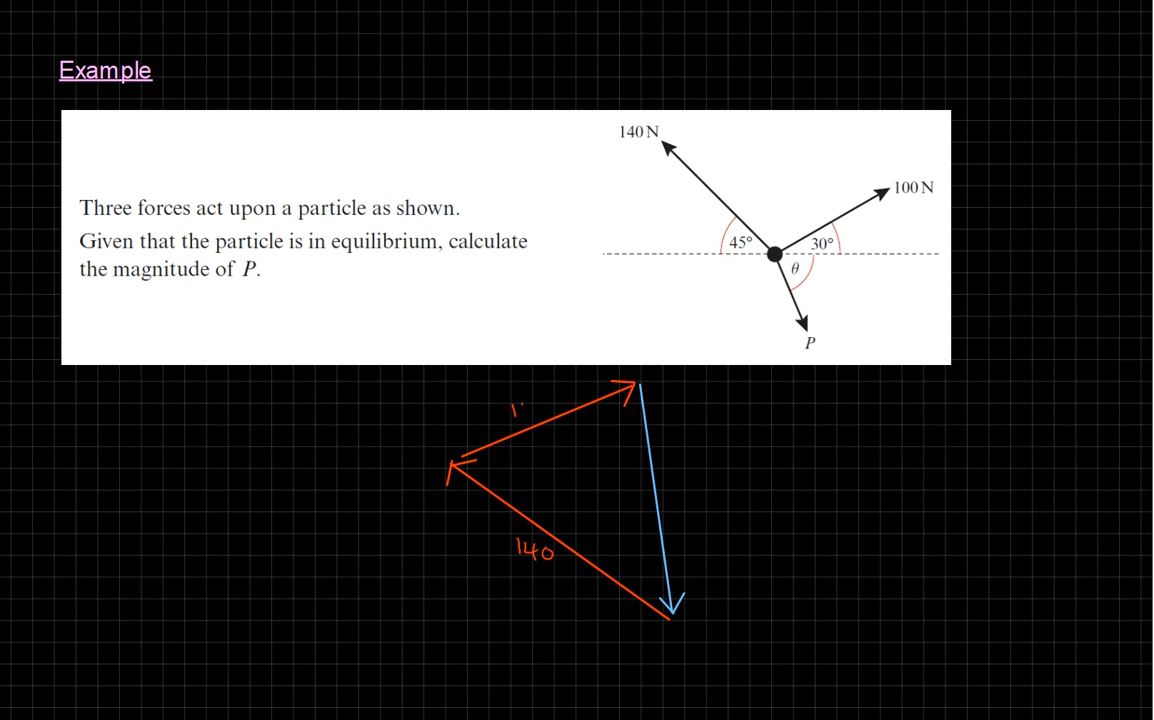 Example
140 N
100 N
Three forces act upon a particle as shown.
Given that the particle is in equilibrium, calculate
the magnitude of P.
45°
30°
θ
P
140